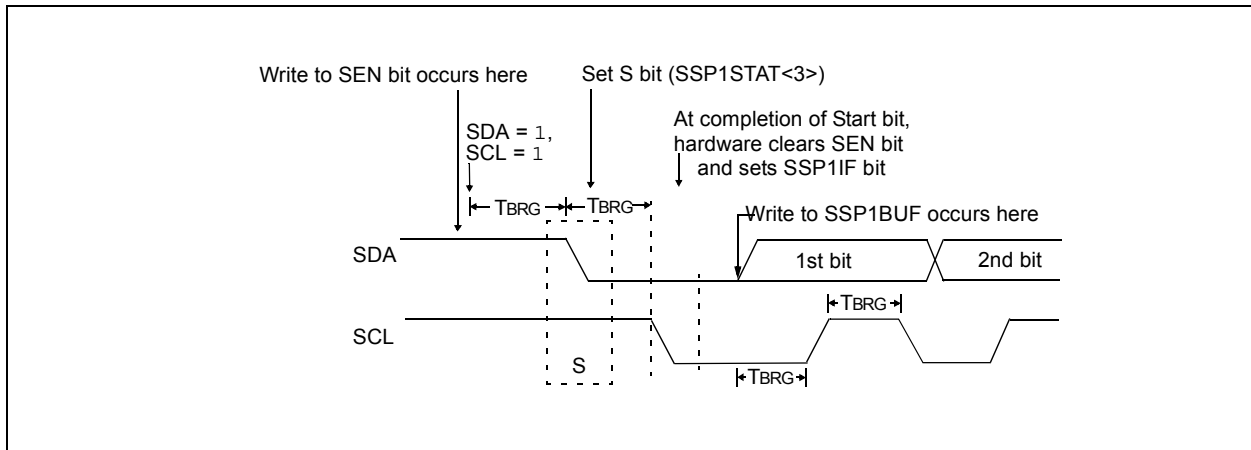 Write to SEN bit occurs here
Set S bit (SSP1STAT<3>)
At completion of Start bit,
hardware clears SEN bit
and sets SSP1IF bit
SDA = 1,
SCL = 1
TBRG
TBRG
Write to SSP1BUF occurs here
SDA
1st bit
2nd bit
TBRG
SCL
S
TBRG